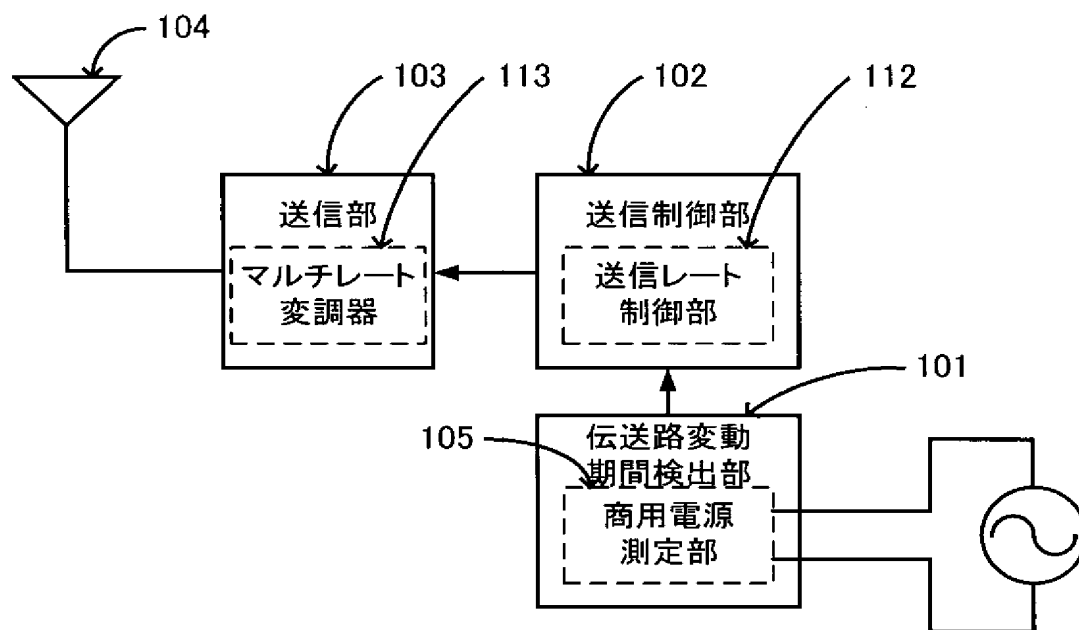 104
103
113
102
112
送信部
マルチレート
変調器
送信制御部
送信レート
制御部
101
105
伝送路変動
期間検出部
商用電源
測定部